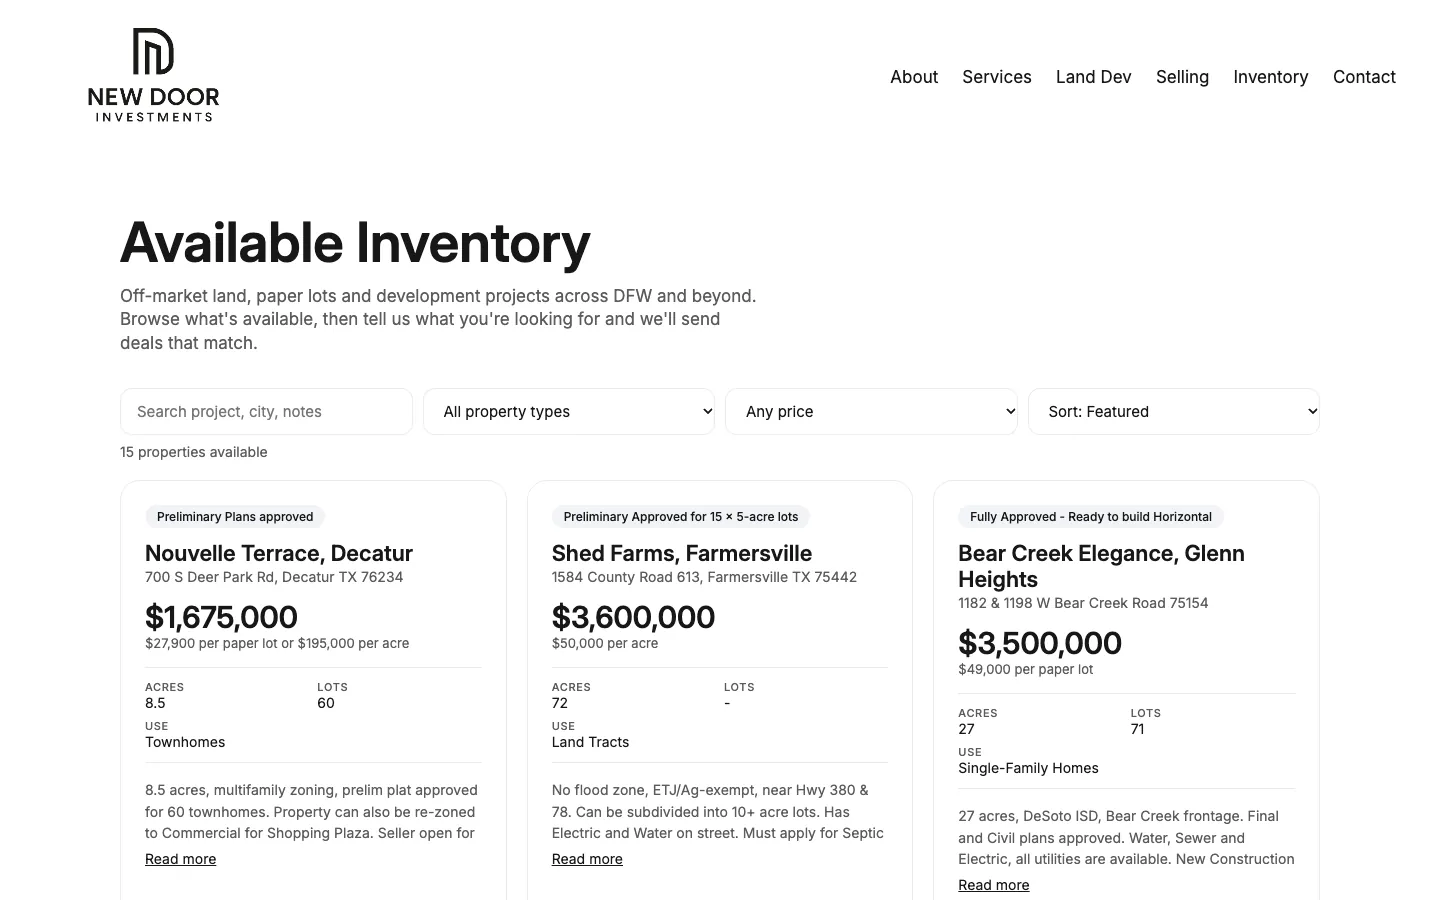 NEW DOOR
INVESTMENTS
About
Services
Land Dev
Selling
Inventory
Contact
Available Inventory
Off-market land, paper lots and development projects across DFW and beyond.
Browse what's available, then tell us what you're looking for and we'll send
deals that match.
Search project, city, notes
All property types
Any price
Sort: Featured
15 properties available
Preliminary Plans approved
Nouvelle Terrace, Decatur
700 S Deer Park Rd, Decatur TX 76234
$1,675,000
$27,900 per paper lot or $195,000 per acre
ACRES
8.5
LOTS
60
USE
Townhomes
8.5 acres, multifamily zoning, prelim plat approved
for 60 townhomes. Property can also be re-zoned
to Commercial for Shopping Plaza. Seller open for
Read more
Preliminary Approved for 15 × 5-acre lots
Shed Farms, Farmersville
1584 County Road 613, Farmersville TX 75442
$3,600,000
$50,000 per acre
ACRES
72
LOTS
-
USE
Land Tracts
No flood zone, ETJ/Ag-exempt, near Hwy 380 &
78. Can be subdivided into 10+ acre lots. Has
Electric and Water on street. Must apply for Septic
Read more
Fully Approved - Ready to build Horizontal
Bear Creek Elegance, Glenn
Heights
1182 & 1198 W Bear Creek Road 75154
$3,500,000
$49,000 per paper lot
ACRES
27
LOTS
71
USE
Single-Family Homes
27 acres, DeSoto ISD, Bear Creek frontage. Final
and Civil plans approved. Water, Sewer and
Electric, all utilities are available. New Construction
Read more